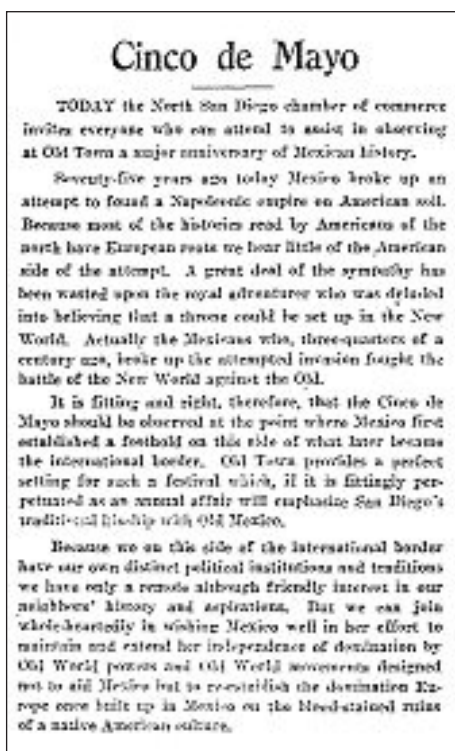 Cinco de Mayo
TODAY the North San Diego chamber of commerce
invites everyone who can attend to assist in observing
at Old Town a major anniversary of Mexican history.
Seventy-five years ago today Mexico broke up an
attempt to found a Napoleonic empire on American soil.
Because most of the histories read by Americans of the
north have European roots we hear little of the American
side of the attempt. A great deal of the sympathy has
been wasted upon the royal adventurer who was deluded
into believing that a throne could be set up in the New
World. Actually the Mexicans who, three-quarters of a
century ago, broke up the attempted invasion fought the
battle of the New World against the Old.
It is fitting and right, therefore, that the Cinco de
Mayo should be observed at the point where Mexico first
established a foothold on this side of what later became
the international border. Old Town provides a perfect
setting for such a festival which, if it is fittingly per-
petuated as an annual affair will emphasize San Diego's
traditional kinship with Old Mexico.
Because we on this side of the international border
have our own distinct political institutions and traditions
we have only a remote although friendly interest in our
neighbors' history and aspirations. But we can join
whole-heartedly in wishing Mexico well in her effort to
maintain and extend her independence of domination by
Old World powers and Old World movements designed
not to aid Mexico but to re-establish the domination Eu-
rope once built up in Mexico on the blood-stained ruins
of a native American culture.